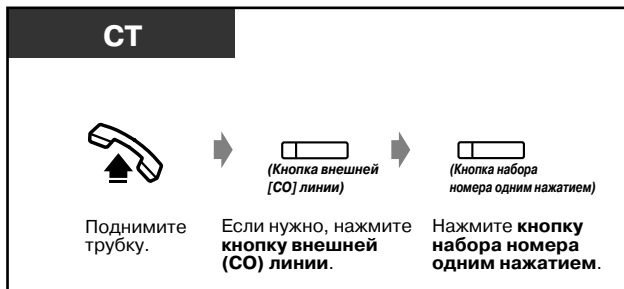 СТ
(Кнопка внешней
[CO] линии)
(Кнопка набора
номера одним нажатием)
Поднимите
трубку.
Если нужно, нажмите
кнопку внешней
(CO) линии.
Нажмите кнопку
набора номера
одним нажатием.